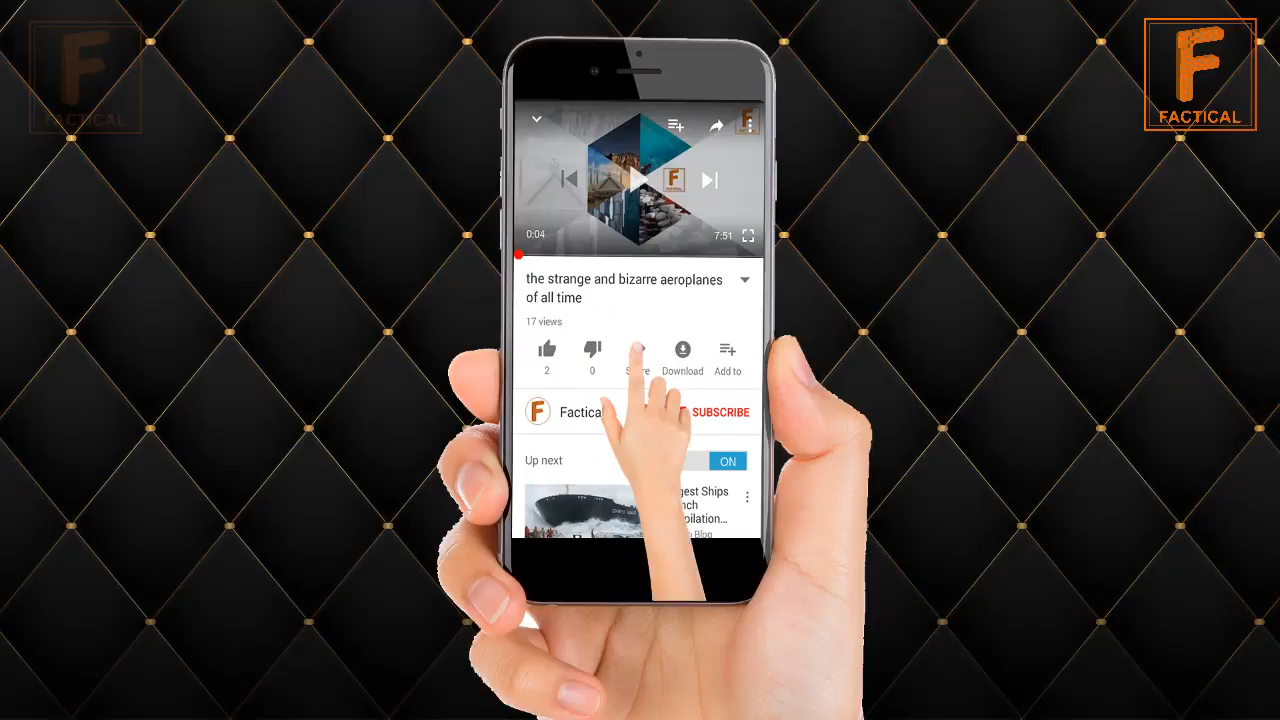 F
FACTICAL
F
FACTICAL
F
F
0:04
7:51
the strange and bizarre aeroplanes
of all time
17 views
2
0
Download
Add to
F
Factica
SUBSCRIBE
Up next
ON
Ships